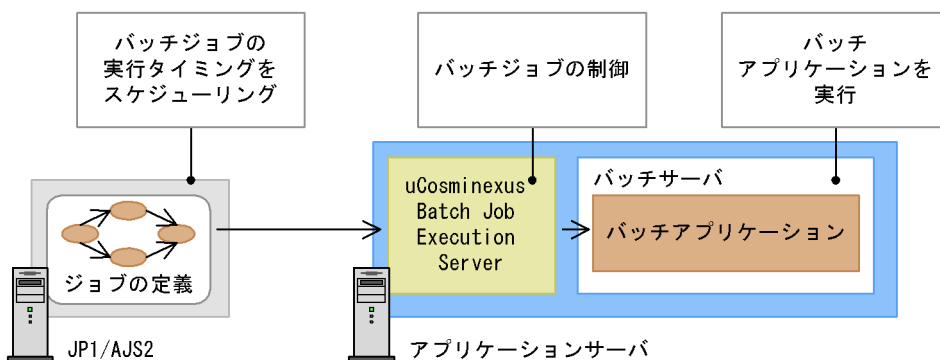 バッチジョブの
実行タイミングを
スケジューリング
バッチジョブの制御
バッチ
アプリケーションを
実行
uCosminexus
Batch Job
Execution
Server
バッチサーバ
バッチアプリケーション
ジョブの定義
JP1/AJS2
アプリケーションサーバ